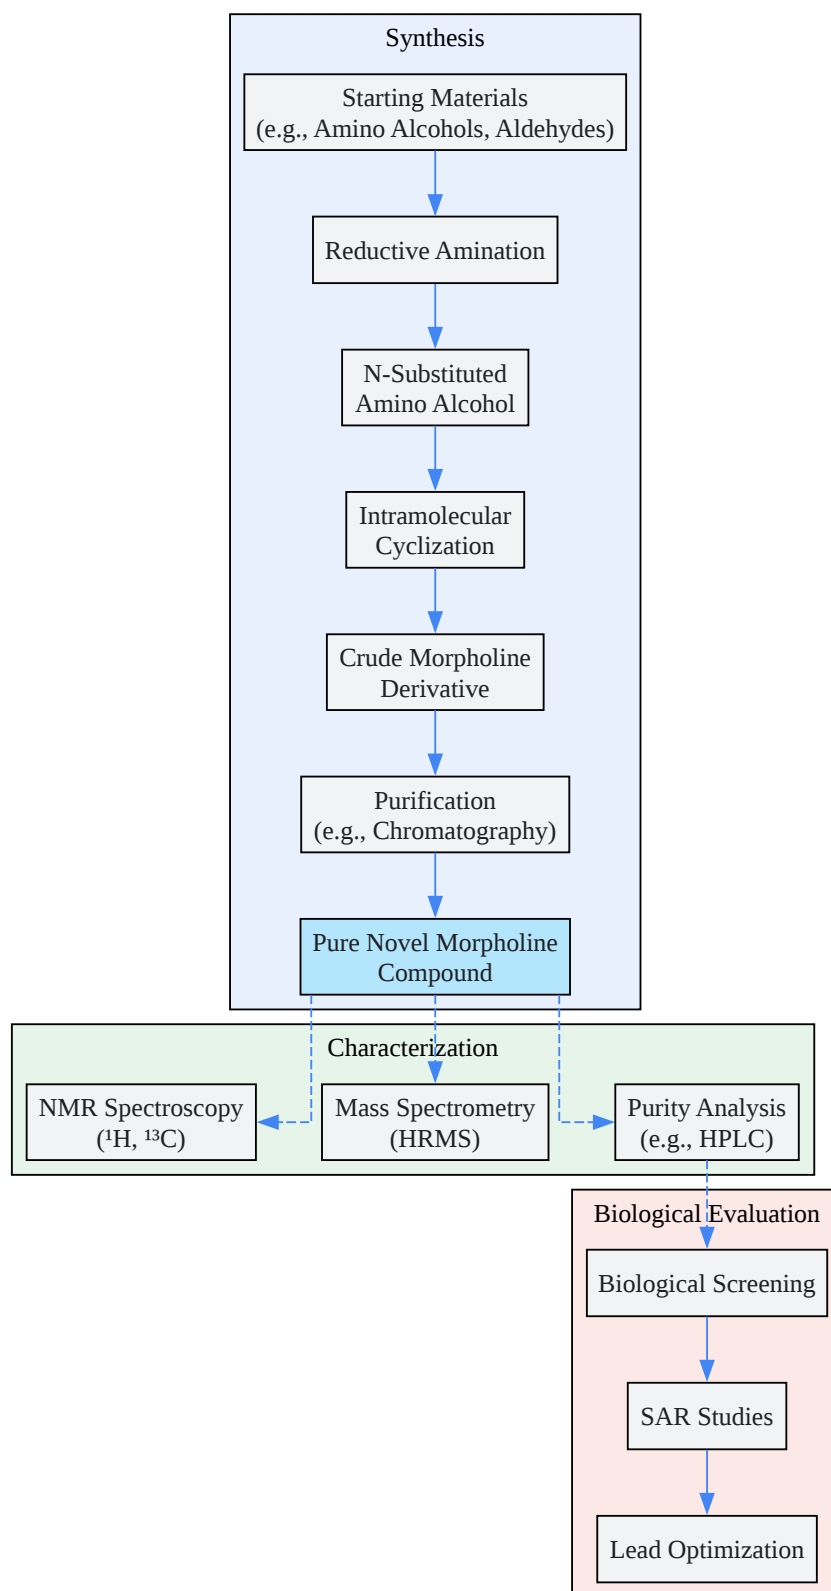 Synthesis
Starting Materials
(e.g., Amino Alcohols, Aldehydes)
Reductive Amination
N-Substituted
Amino Alcohol
Intramolecular
Cyclization
Crude Morpholine
Derivative
Purification
(e.g., Chromatography)
Pure Novel Morpholine
Compound
Characterization
NMR Spectroscopy
(¹H, ¹³C)
Mass Spectrometry
(HRMS)
Purity Analysis
(e.g., HPLC)
Biological Evaluation
Biological Screening
SAR Studies
Lead Optimization